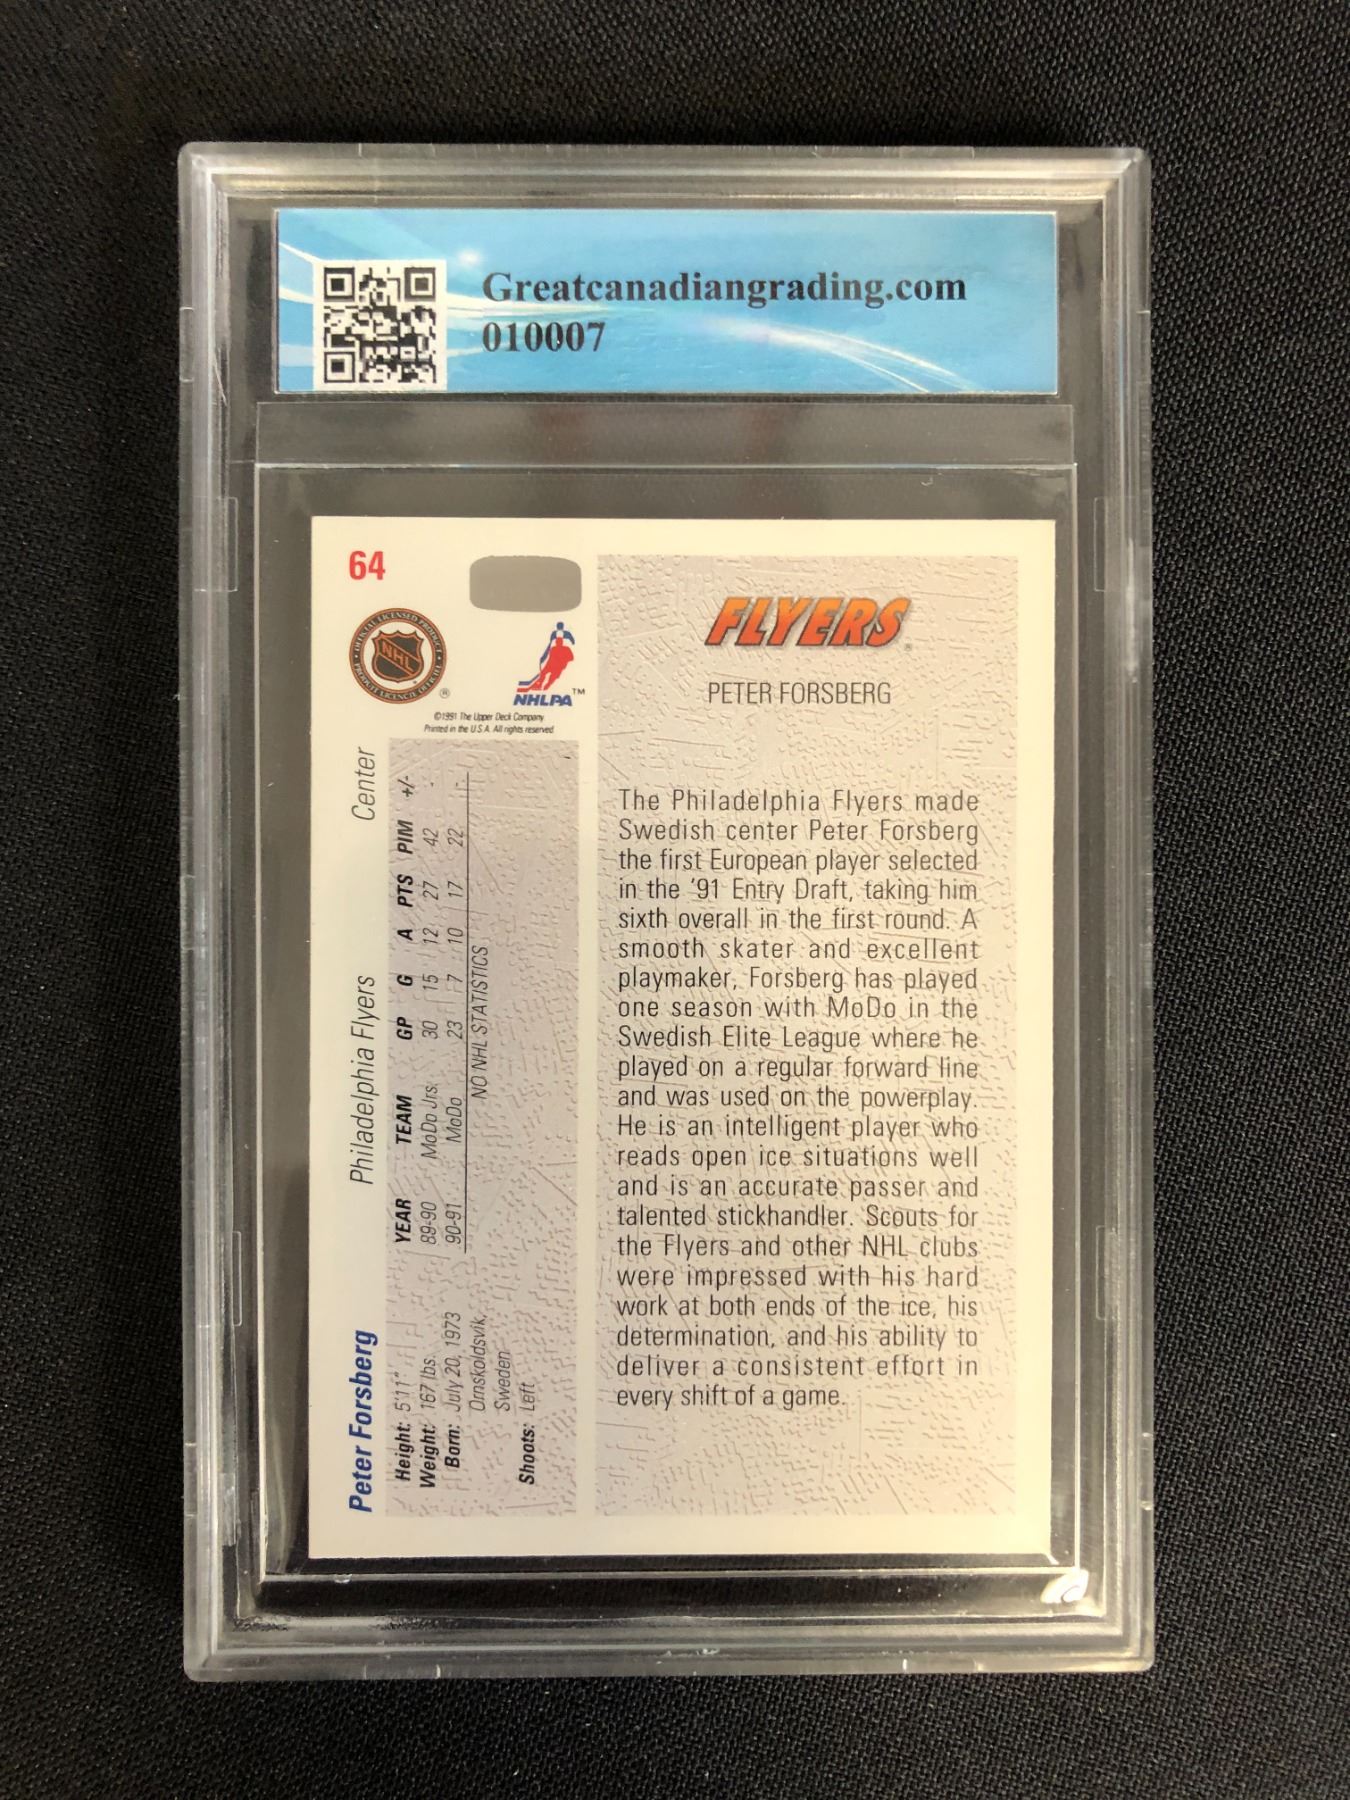 Greatcanadiangrading.com
010007
64
NHL
®
NHLPA™
©1991 The Upper Deck Company
Printed in the U.S.A. All rights reserved
FLYERS®
PETER FORSBERG
The Philadelphia Flyers made
Swedish center Peter Forsberg
the first European player selected
in the '91 Entry Draft, taking him
sixth overall in the first round. A
smooth skater and excellent
playmaker, Forsberg has played
one season with MoDo in the
Swedish Elite League where he
played on a regular forward line
and was used on the powerplay.
He is an intelligent player who
reads open ice situations well
and is an accurate passer and
talented stickhandler. Scouts for
the Flyers and other NHL clubs
were impressed with his hard
work at both ends of the ice, his
determination, and his ability to
deliver a consistent effort in
every shift of a game.
Peter Forsberg Philadelphia Flyers Center
Height: 5'11"
Weight: 167 lbs.
Born: July 20, 1973
Ornskoldsvik,
Sweden
Shoots: Left
YEAR TEAM GP G A PTS PIM +/-
89-90 MoDo Jrs. 30 15 12 27 42 -
90-91 MoDo 23 7 10 17 22 -
NO NHL STATISTICS